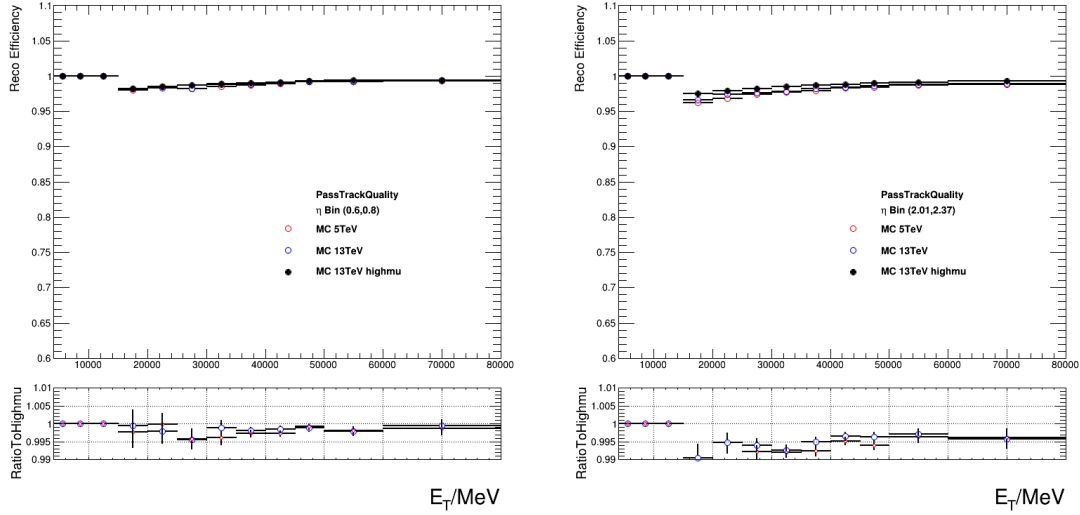 Reco Efficiency
1.1
1.05
1
0.95
0.9
0.85
0.8
0.75
0.7
0.65
0.6
PassTrackQuality
η Bin (0.6,0.8)
MC 5TeV
MC 13TeV
MC 13TeV highmu
10000 20000 30000 40000 50000 60000 70000 80000
RatioToHighmu
1.01
1.005
1
0.995
0.99
E_T/MeV
Reco Efficiency
1.1
1.05
1
0.95
0.9
0.85
0.8
0.75
0.7
0.65
0.6
PassTrackQuality
η Bin (2.01,2.37)
MC 5TeV
MC 13TeV
MC 13TeV highmu
10000 20000 30000 40000 50000 60000 70000 80000
RatioToHighmu
1.01
1.005
1
0.995
0.99
E_T/MeV